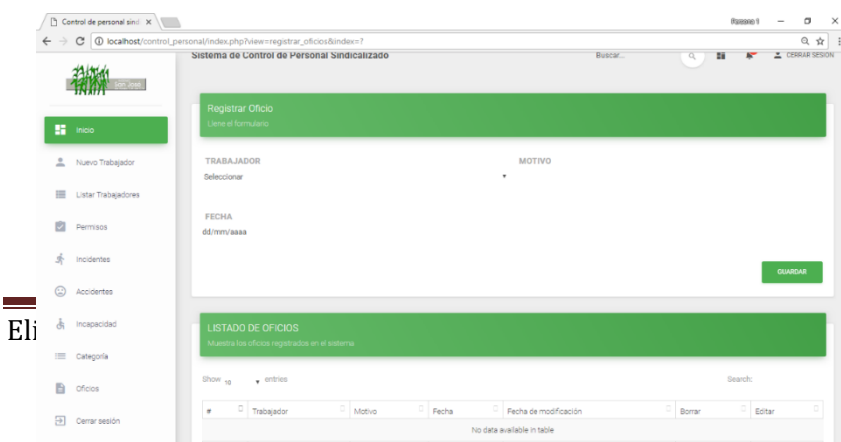 Control de personal sindi
localhost/control_personal/index.php?view=registrar_oficios&index=?
Sistema de Control de Personal Sindicalizado
Buscar...
CERRAR SESIÓN
San José
Inicio
Nuevo Trabajador
Listar Trabajadores
Permisos
Incidentes
Accidentes
Incapacidad
Categoría
Oficios
Cerrar sesión
Registrar Oficio
Llene el formulario
TRABAJADOR MOTIVO
Seleccionar
FECHA
dd/mm/aaaa
GUARDAR
Eli
LISTADO DE OFICIOS
Muestra los oficios registrados en el sistema
Show 10 entries Search:
# Trabajador Motivo Fecha Fecha de modificación Borrar Editar
No data available in table